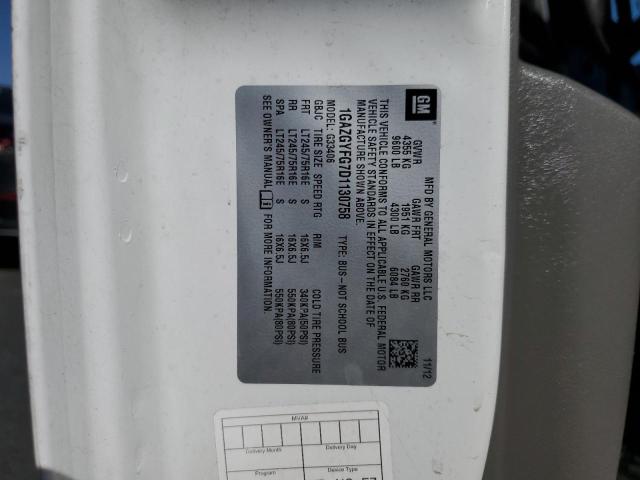 GM
MFD BY GENERAL MOTORS LLC 11/12
GVWR GAWR FRT GAWR RR
4355 KG 1951 KG 2760 KG
9600 LB 4300 LB 6084 LB
THIS VEHICLE CONFORMS TO ALL APPLICABLE U.S. FEDERAL MOTOR
VEHICLE SAFETY STANDARDS IN EFFECT ON THE DATE OF
MANUFACTURE SHOWN ABOVE.
1GAZGYFG7D1130758 TYPE: BUS–NOT SCHOOL BUS
MODEL: G33406
GBJC TIRE SIZE SPEED RTG RIM COLD TIRE PRESSURE
FRT LT245/75R16E S 16X6.5J 340KPA(50PSI)
RR LT245/75R16E S 16X6.5J 550KPA(80PSI)
SPA LT245/75R16E S 16X6.5J 550KPA(80PSI)
SEE OWNER'S MANUAL FOR MORE INFORMATION.
MVA#
Delivery Month Delivery Day
Program Device Type